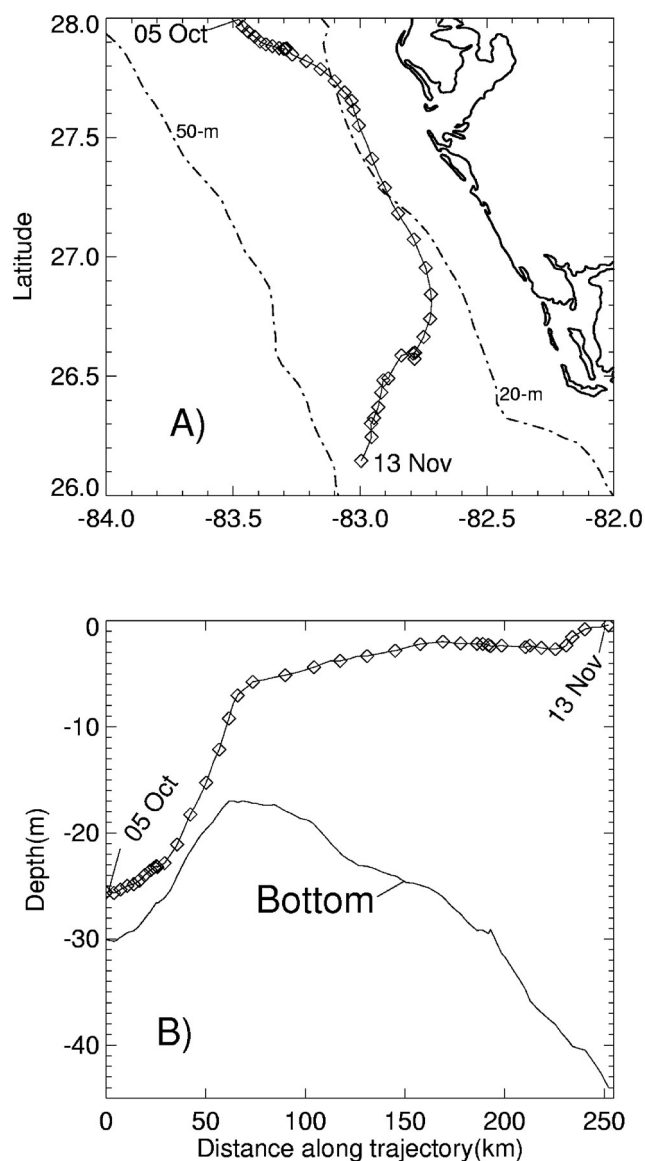 28.0
05 Oct
50-m
27.5
Latitude
27.0
26.5
20-m
A)
13 Nov
26.0
-84.0 -83.5 -83.0 -82.5 -82.0
0
13 Nov
-10
05 Oct
-20
Depth(m)
Bottom
-30
-40
B)
0 50 100 150 200 250
Distance along trajectory(km)